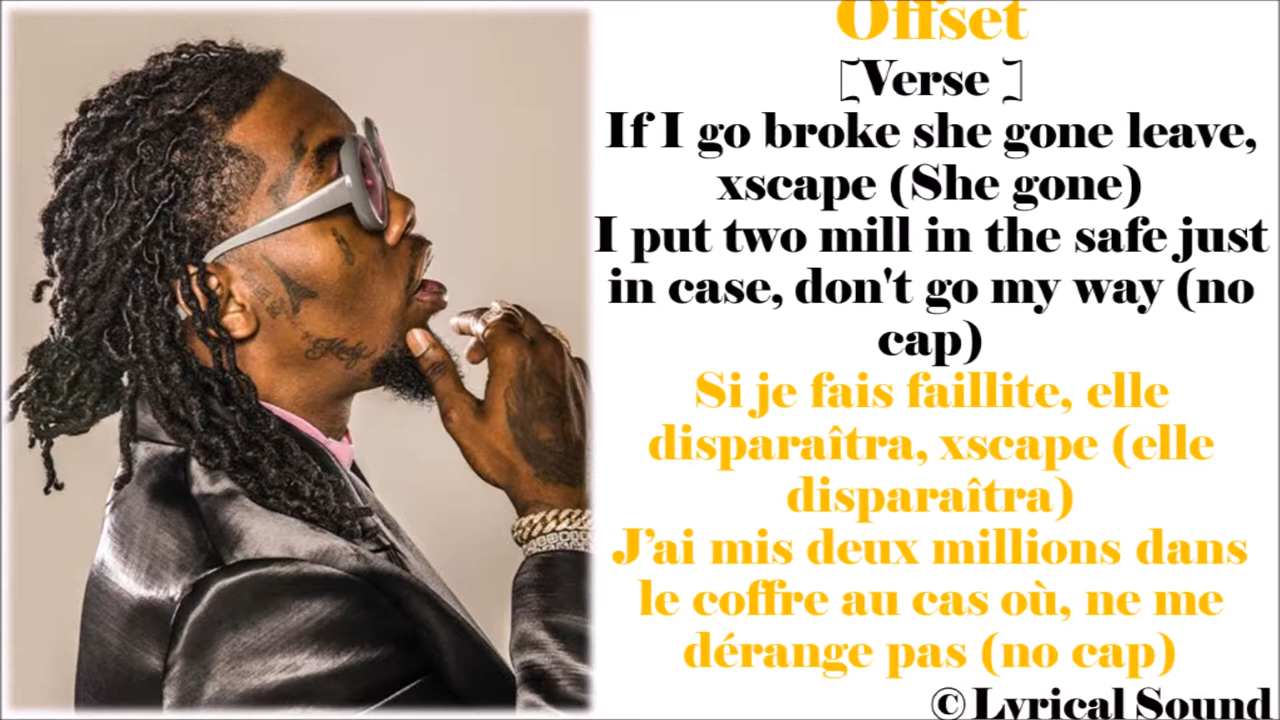 Offset
[Verse ]
If I go broke she gone leave,
xscape (She gone)
I put two mill in the safe just
in case, don't go my way (no
cap)
Si je fais faillite, elle
disparaîtra, xscape (elle
disparaîtra)
J’ai mis deux millions dans
le coffre au cas où, ne me
dérange pas (no cap)
© Lyrical Sound